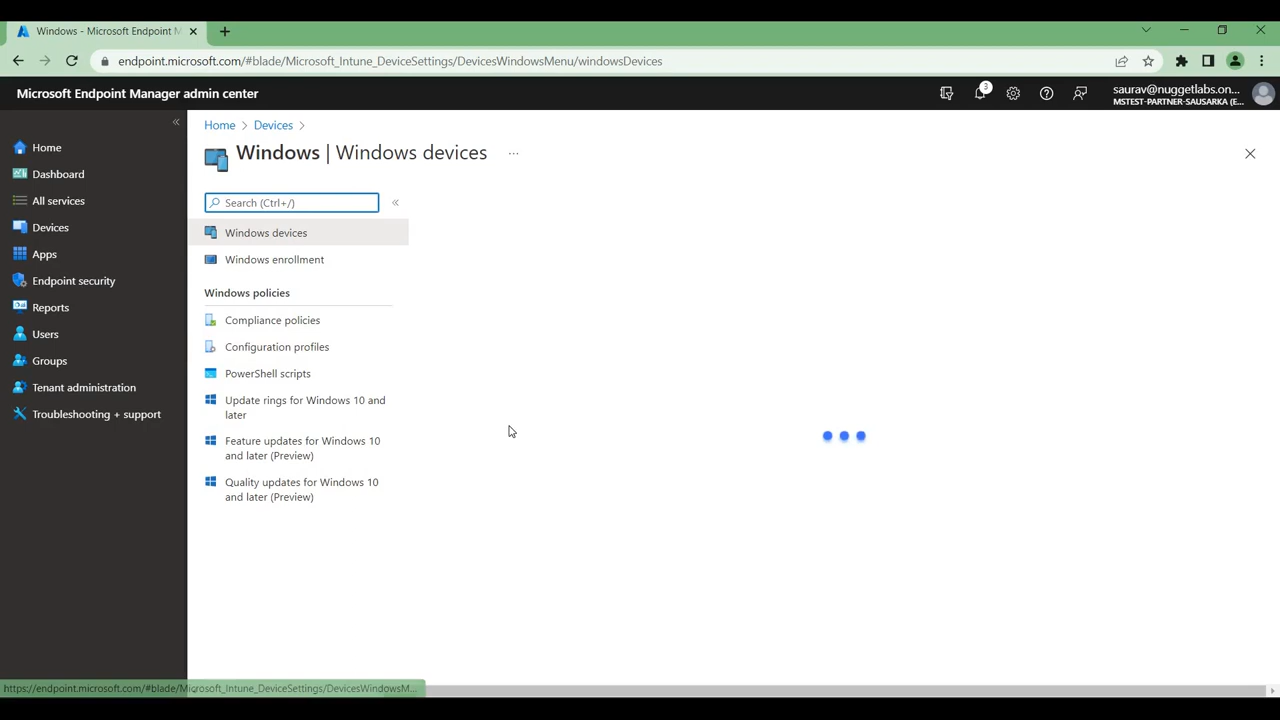 Windows - Microsoft Endpoint M
endpoint.microsoft.com/#blade/Microsoft_Intune_DeviceSettings/DevicesWindowsMenu/windowsDevices
Microsoft Endpoint Manager admin center
3
saurav@nuggetlabs.on...
MSTEST-PARTNER-SAUSARKA (E...
Home
Dashboard
All services
Devices
Apps
Endpoint security
Reports
Users
Groups
Tenant administration
Troubleshooting + support
Home > Devices >
Windows | Windows devices ...
Search (Ctrl+/)
Windows devices
Windows enrollment
Windows policies
Compliance policies
Configuration profiles
PowerShell scripts
Update rings for Windows 10 and
later
Feature updates for Windows 10
and later (Preview)
Quality updates for Windows 10
and later (Preview)
https://endpoint.microsoft.com/#blade/Microsoft_Intune_DeviceSettings/DevicesWindowsM...